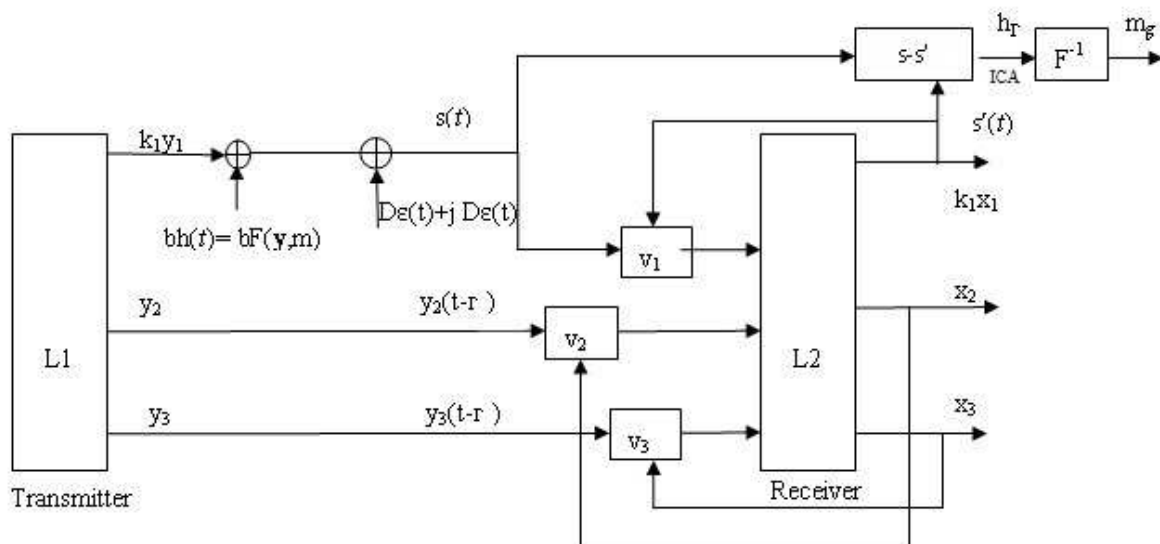 h_Γ
m_g
s-s'
F⁻¹
ICA
s(t)
s'(t)
k₁y₁
k₁x₁
Dε(t)+j Dε(t)
bh(t)= bF(y,m)
v₁
y₂
y₂(t-r )
x₂
v₂
L1
L2
y₃
y₃(t-r )
x₃
v₃
Transmitter
Receiver